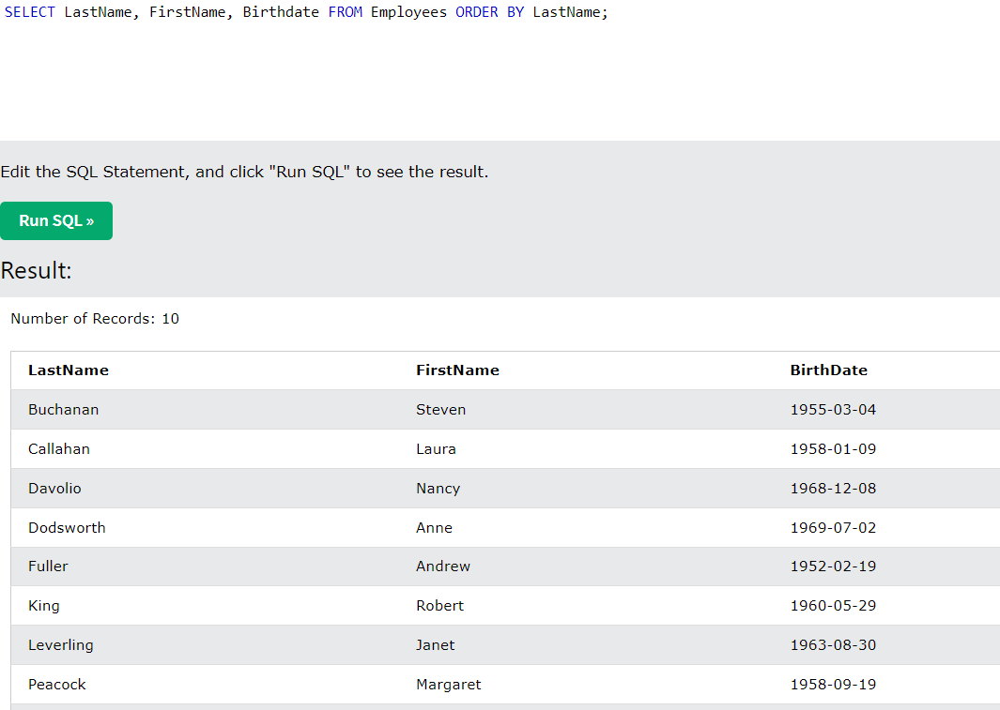 SELECT LastName, FirstName, Birthdate FROM Employees ORDER BY LastName;
Edit the SQL Statement, and click "Run SQL" to see the result.
Run SQL »
Result:
Number of Records: 10
LastName FirstName BirthDate
Buchanan Steven 1955-03-04
Callahan Laura 1958-01-09
Davolio Nancy 1968-12-08
Dodsworth Anne 1969-07-02
Fuller Andrew 1952-02-19
King Robert 1960-05-29
Leverling Janet 1963-08-30
Peacock Margaret 1958-09-19